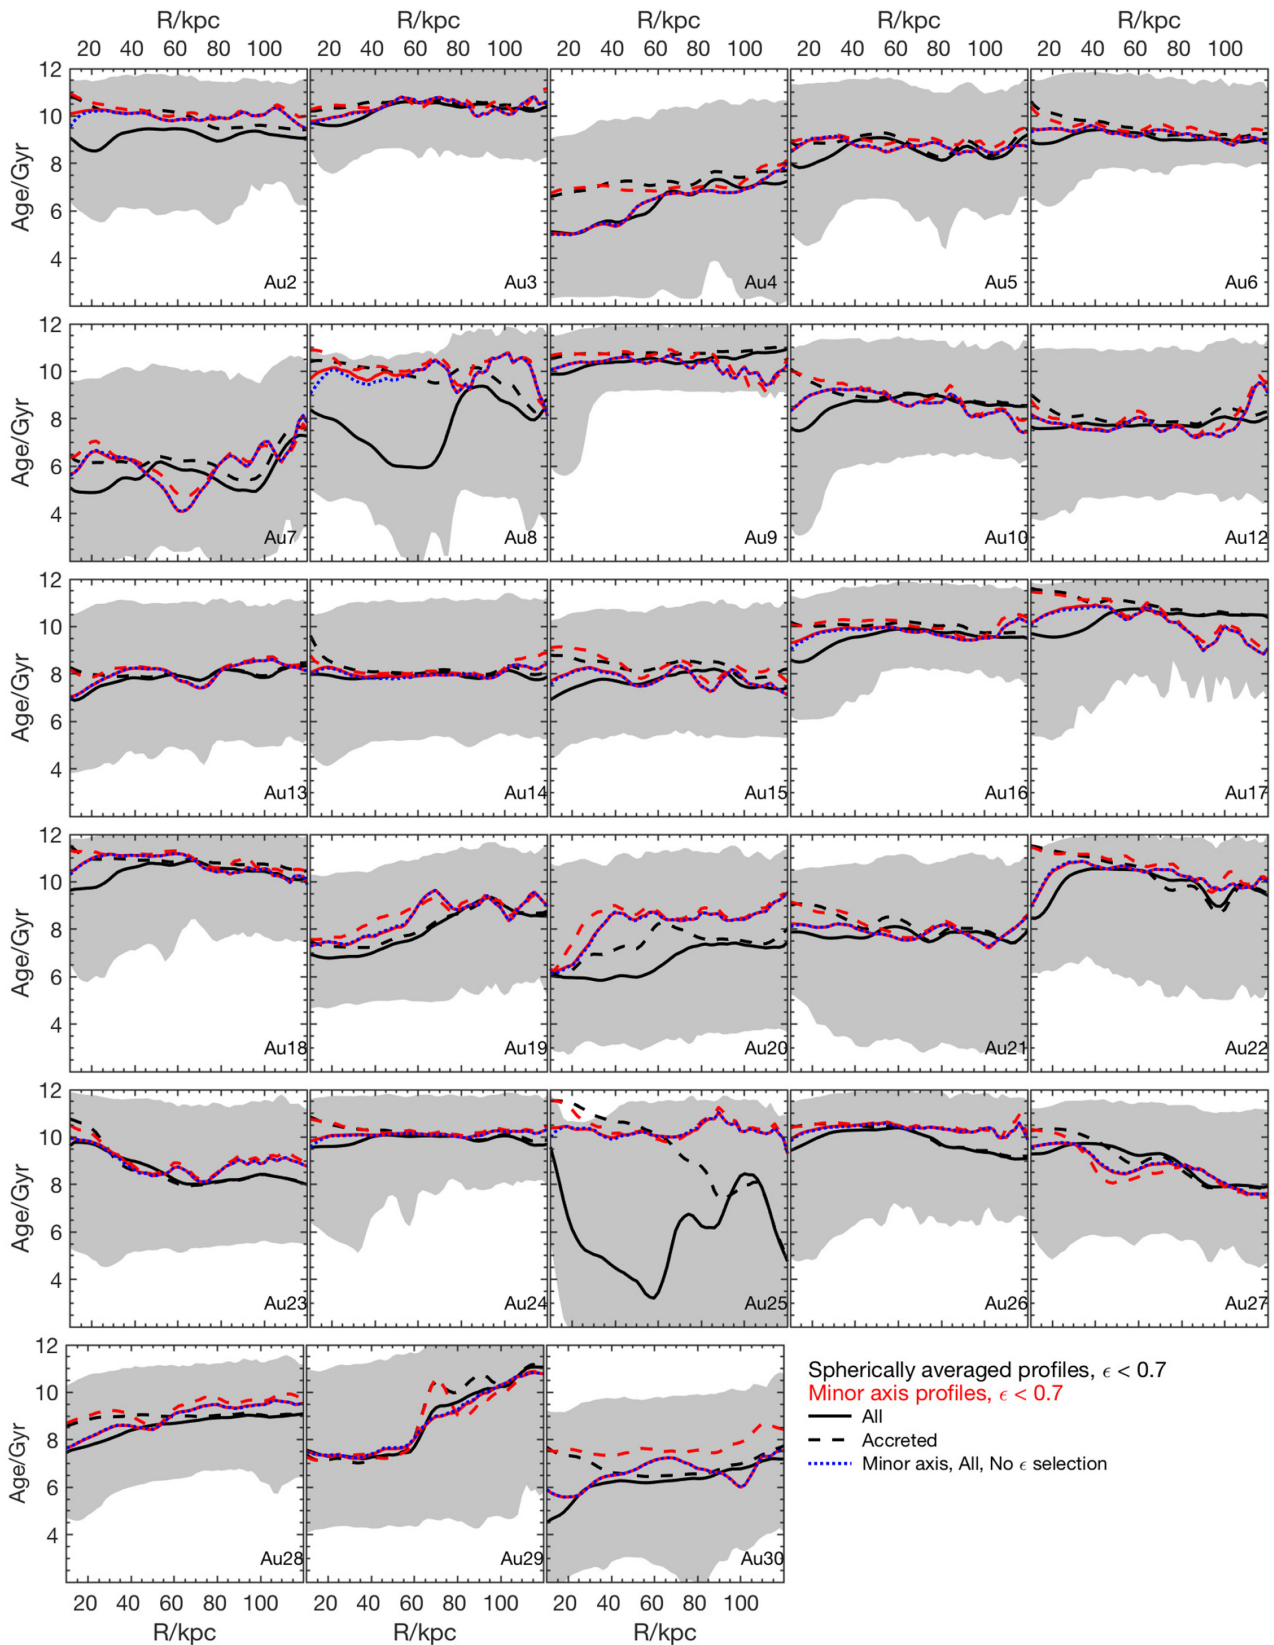 R/kpc R/kpc R/kpc
20 40 60 80 100 20 40 60 80 100 20 40 60 80 100 20 40 60 80 100 20 40 60 80 100
12
10
8
6
4
Age/Gyr
Au2 Au3 Au4 Au5 Au6
12
10
8
6
4
Age/Gyr
Au7 Au8 Au9 Au10 Au12
12
10
8
6
4
Age/Gyr
Au13 Au14 Au15 Au16 Au17
12
10
8
6
4
Age/Gyr
Au18 Au19 Au20 Au21 Au22
12
10
8
6
4
Age/Gyr
Au23 Au24 Au25 Au26 Au27
12
10
8
6
4
Age/Gyr
Au28 Au29 Au30
Spherically averaged profiles, ϵ < 0.7
Minor axis profiles, ϵ < 0.7
All
Accreted
Minor axis, All, No ϵ selection
20 40 60 80 100 20 40 60 80 100 20 40 60 80 100
R/kpc R/kpc R/kpc